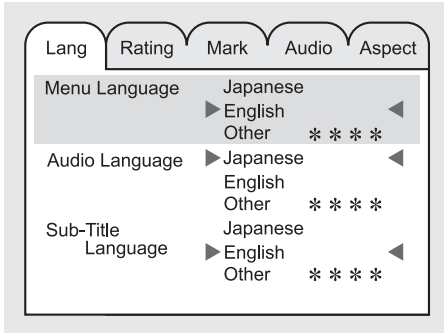 Lang Rating Mark Audio Aspect
Menu Language Japanese
English
Other ＊＊＊＊
Audio Language Japanese
English
Other ＊＊＊＊
Sub-Title Japanese
Language English
Other ＊＊＊＊